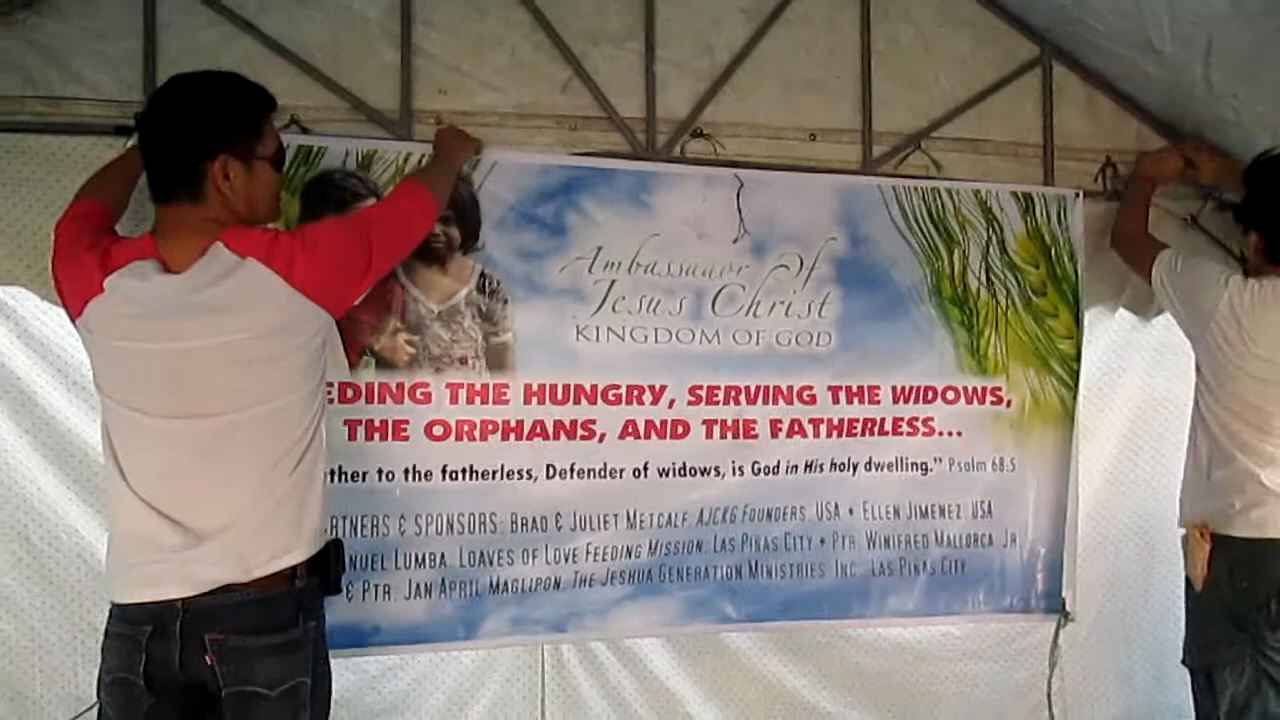 Ambassador Of
Jesus Christ
KINGDOM OF GOD
EDING THE HUNGRY, SERVING THE WIDOWS,
THE ORPHANS, AND THE FATHERLESS...
ther to the fatherless, Defender of widows, is God in His holy dwelling." Psalm 68:5
RTNERS & SPONSORS: BRAD & JULIET METCALF AJCKG FOUNDERS, USA • ELLEN JIMENEZ, USA
NUEL LUMBA, LOAVES OF LOVE FEEDING MISSION, LAS PINAS CITY • PTR. WINIFRED MALLORCA, JR
& PTR. JAN APRIL MAGLIPON, THE JESHUA GENERATION MINISTRIES, INC., LAS PINAS CITY